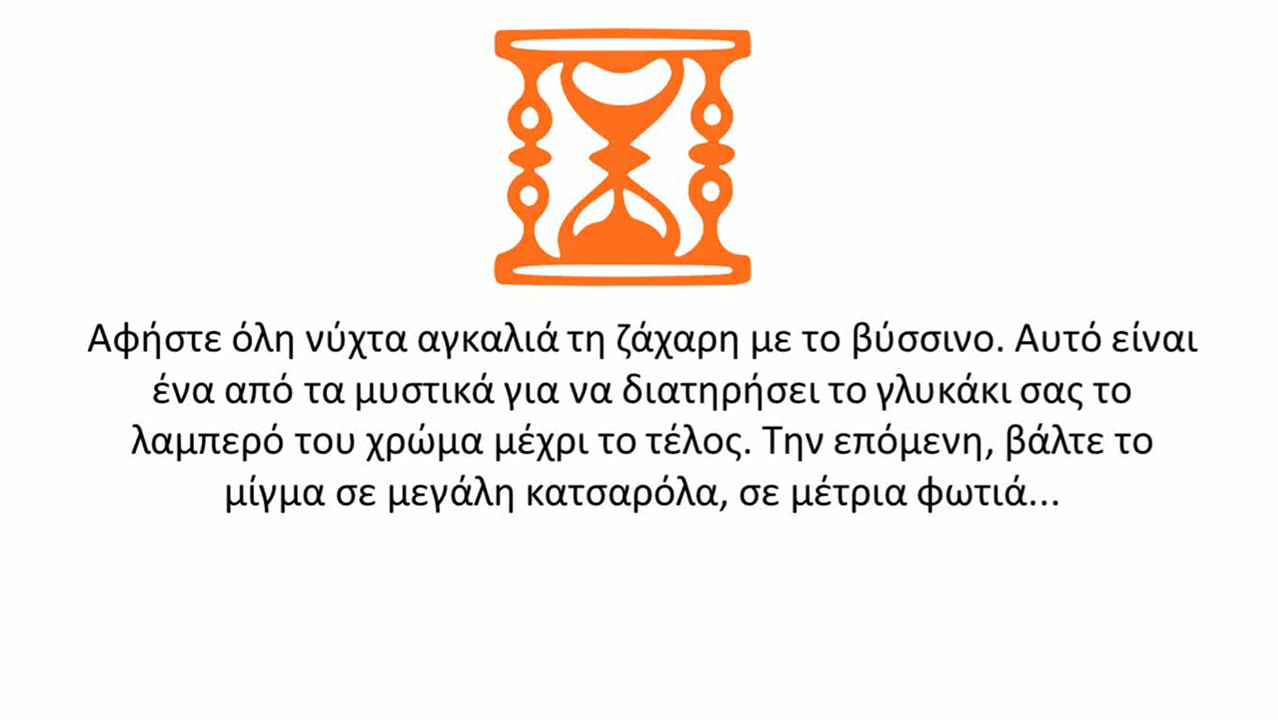 Αφήστε όλη νύχτα αγκαλιά τη ζάχαρη με το βύσσινο. Αυτό είναι
ένα από τα μυστικά για να διατηρήσει το γλυκάκι σας το
λαμπερό του χρώμα μέχρι το τέλος. Την επόμενη, βάλτε το
μίγμα σε μεγάλη κατσαρόλα, σε μέτρια φωτιά...